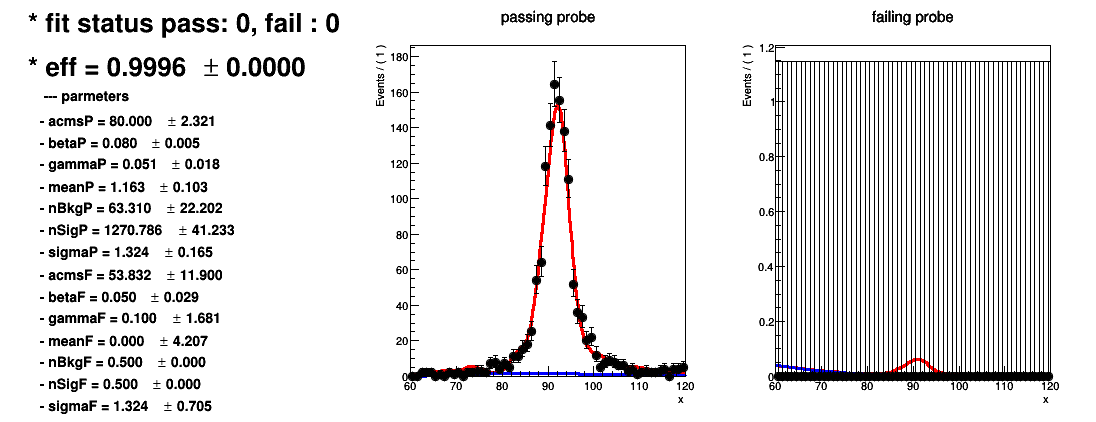 * fit status pass: 0, fail : 0
* eff = 0.9996 ± 0.0000
--- parmeters
- acmsP = 80.000 ± 2.321
- betaP = 0.080 ± 0.005
- gammaP = 0.051 ± 0.018
- meanP = 1.163 ± 0.103
- nBkgP = 63.310 ± 22.202
- nSigP = 1270.786 ± 41.233
- sigmaP = 1.324 ± 0.165
- acmsF = 53.832 ± 11.900
- betaF = 0.050 ± 0.029
- gammaF = 0.100 ± 1.681
- meanF = 0.000 ± 4.207
- nBkgF = 0.500 ± 0.000
- nSigF = 0.500 ± 0.000
- sigmaF = 1.324 ± 0.705
passing probe
Events / ( 1 )
180
160
140
120
100
80
60
40
20
0
60 70 80 90 100 110 120
x
failing probe
Events / ( 1 )
1.2
1
0.8
0.6
0.4
0.2
0
60 70 80 90 100 110 120
x